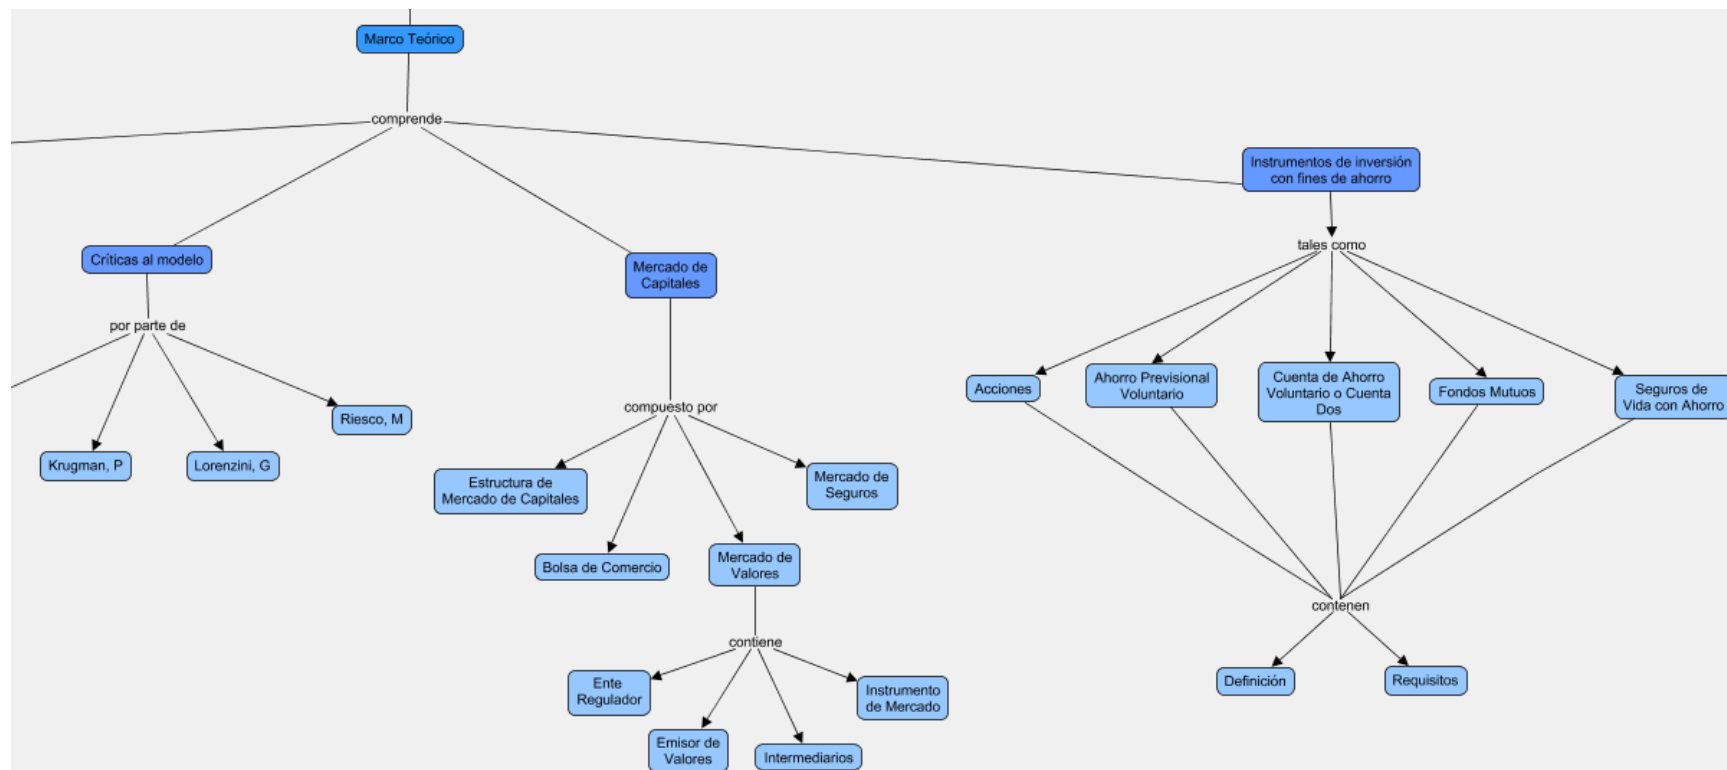 Marco Teórico
comprende
Instrumentos de inversión
con fines de ahorro
Críticas al modelo
Mercado de
Capitales
tales como
por parte de
Acciones
Ahorro Previsional
Voluntario
Cuenta de Ahorro
Voluntario o Cuenta
Dos
Fondos Mutuos
Seguros de
Vida con Ahorro
compuesto por
Riesco, M
Krugman, P
Lorenzini, G
Estructura de
Mercado de Capitales
Mercado de
Seguros
Bolsa de Comercio
Mercado de
Valores
contenen
contiene
Definición
Requisitos
Ente
Regulador
Instrumento
de Mercado
Emisor de
Valores
Intermediarios